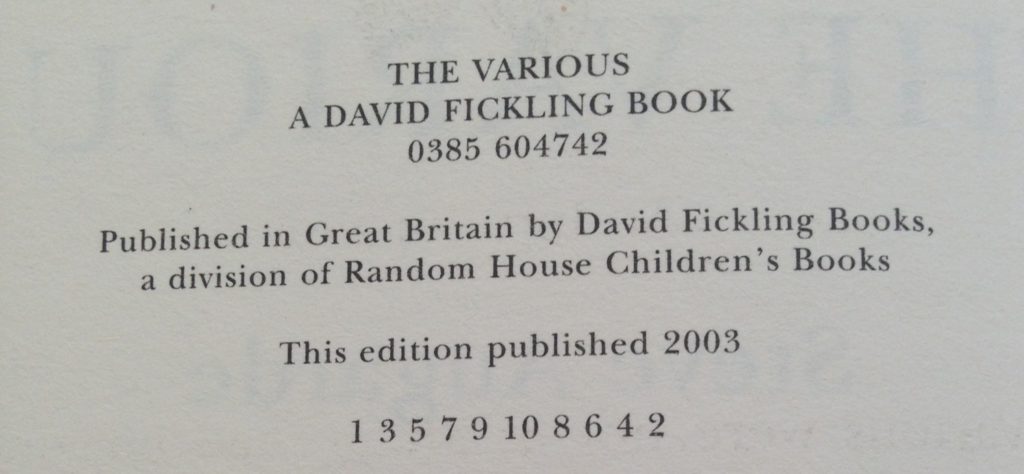 THE VARIOUS
A DAVID FICKLING BOOK
0385 604742
Published in Great Britain by David Fickling Books,
a division of Random House Children's Books
This edition published 2003
1 3 5 7 9 10 8 6 4 2